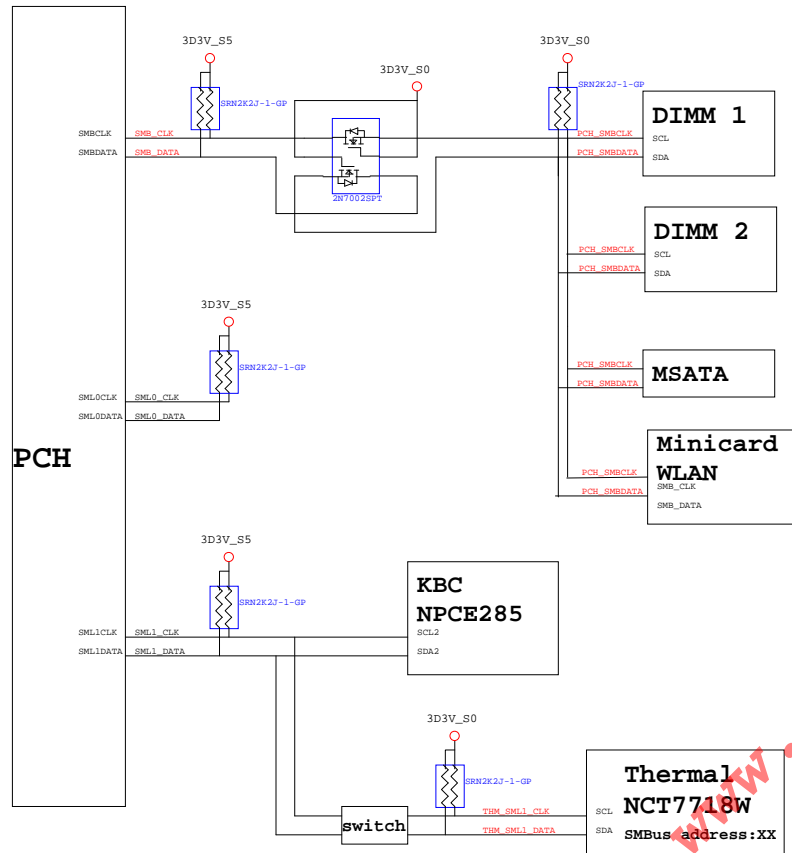 3D3V_S5
3D3V_S0
3D3V_S0
SRN2K2J-1-GP
SRN2K2J-1-GP
SMBCLK SMB_CLK
SMBDATA SMB_DATA
2N7002SPT
PCH_SMBCLK
PCH_SMBDATA
DIMM 1
SCL
SDA
PCH_SMBCLK
PCH_SMBDATA
DIMM 2
SCL
SDA
3D3V_S5
SRN2K2J-1-GP
SML0CLK SML0_CLK
SML0DATA SML0_DATA
PCH_SMBCLK
PCH_SMBDATA
MSATA
PCH
PCH_SMBCLK
PCH_SMBDATA
Minicard
WLAN
SMB_CLK
SMB_DATA
3D3V_S5
SRN2K2J-1-GP
SML1CLK SML1_CLK
SML1DATA SML1_DATA
KBC
NPCE285
SCL2
SDA2
3D3V_S0
SRN2K2J-1-GP
switch
THM_SML1_CLK
THM_SML1_DATA
Thermal
NCT7718W
SCL
SDA
SMBus address:XX
www.